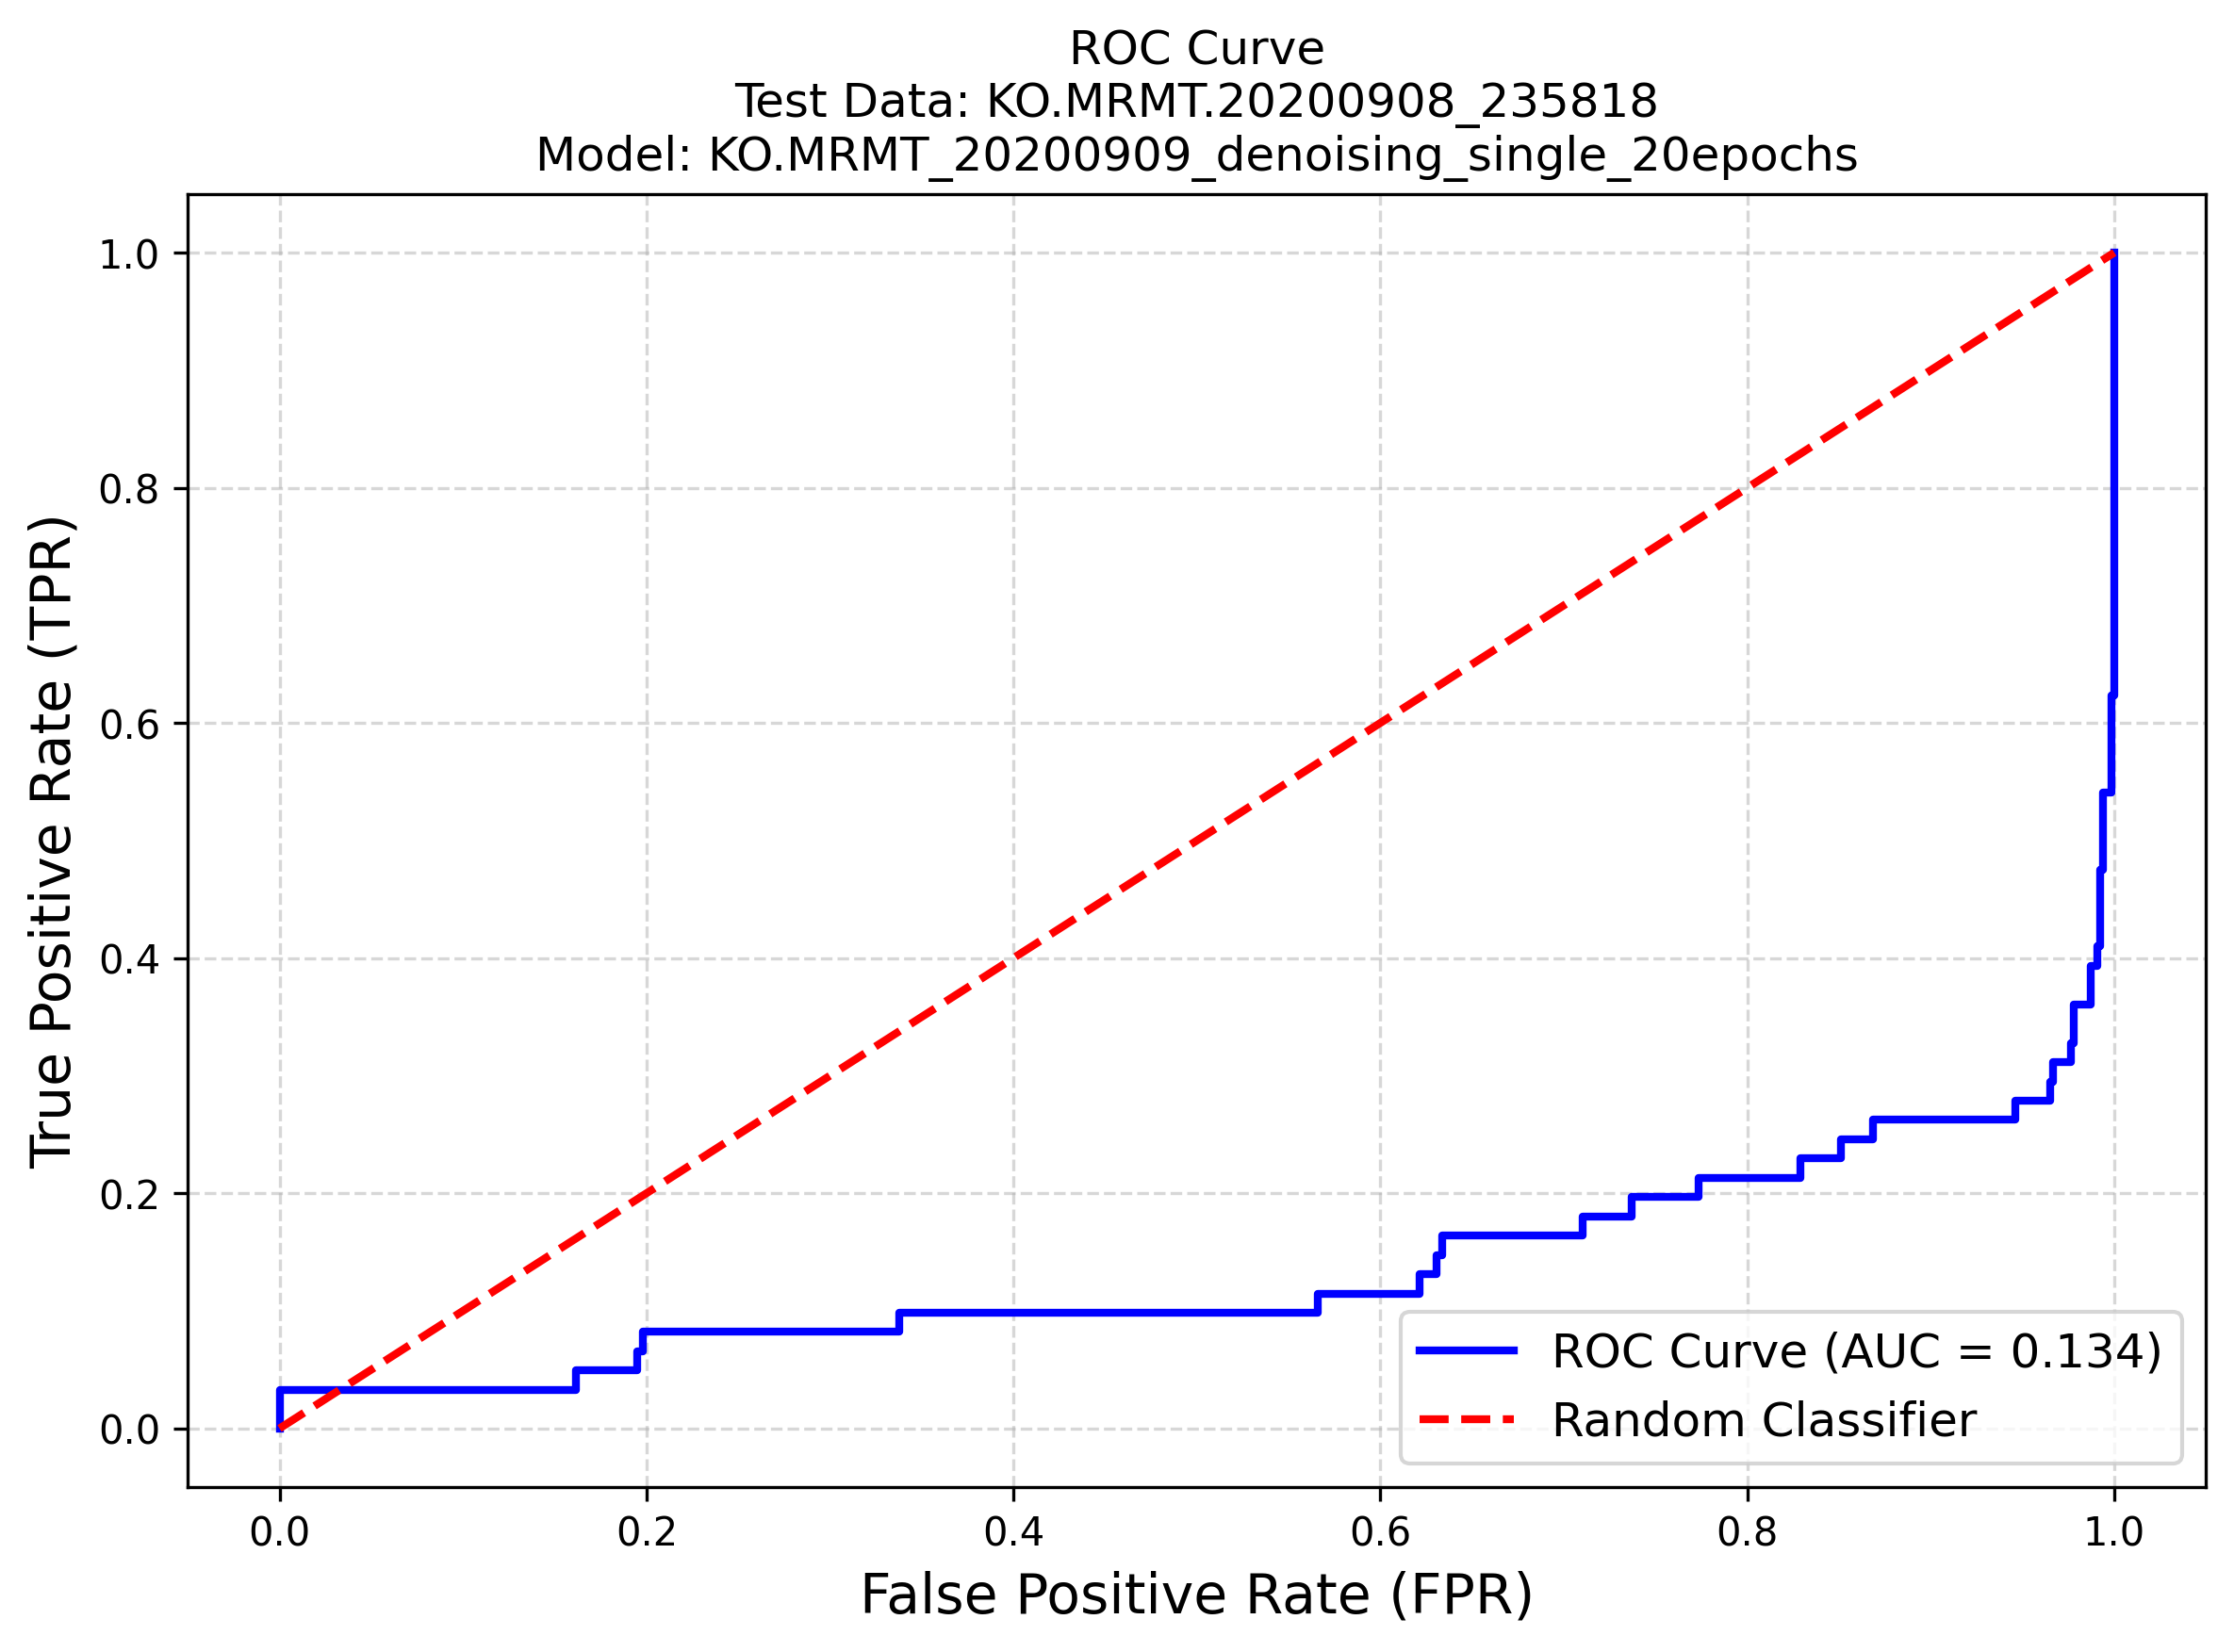 ROC Curve
Test Data: KO.MRMT.20200908_235818
Model: KO.MRMT_20200909_denoising_single_20epochs
True Positive Rate (TPR)
1.0
0.8
0.6
0.4
0.2
0.0
ROC Curve (AUC = 0.134)
Random Classifier
0.0 0.2 0.4 0.6 0.8 1.0
False Positive Rate (FPR)